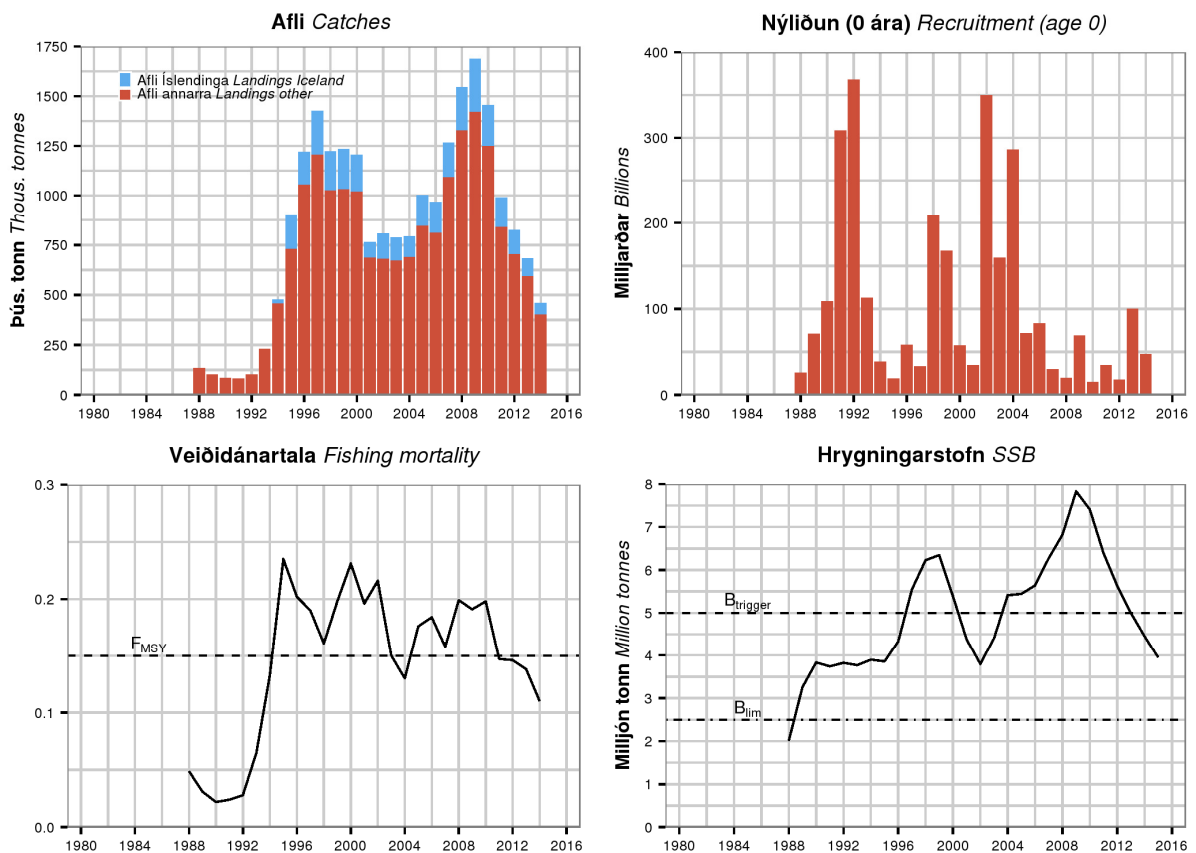 Afli Catches
Þús. tonn Thous. tonnes
1750
1500
1250
1000
750
500
250
0
Afli Íslendinga Landings Iceland
Afli annarra Landings other
1980 1984 1988 1992 1996 2000 2004 2008 2012 2016
Nýliðun (0 ára) Recruitment (age 0)
Milljarðar Billions
400
300
200
100
0
1980 1984 1988 1992 1996 2000 2004 2008 2012 2016
Veiðidánartala Fishing mortality
0.3
0.2
0.1
0.0
FMSY
1980 1984 1988 1992 1996 2000 2004 2008 2012 2016
Hrygningarstofn SSB
Milljón tonn Million tonnes
8
7
6
5
4
3
2
1
0
Btrigger
Blim
1980 1984 1988 1992 1996 2000 2004 2008 2012 2016